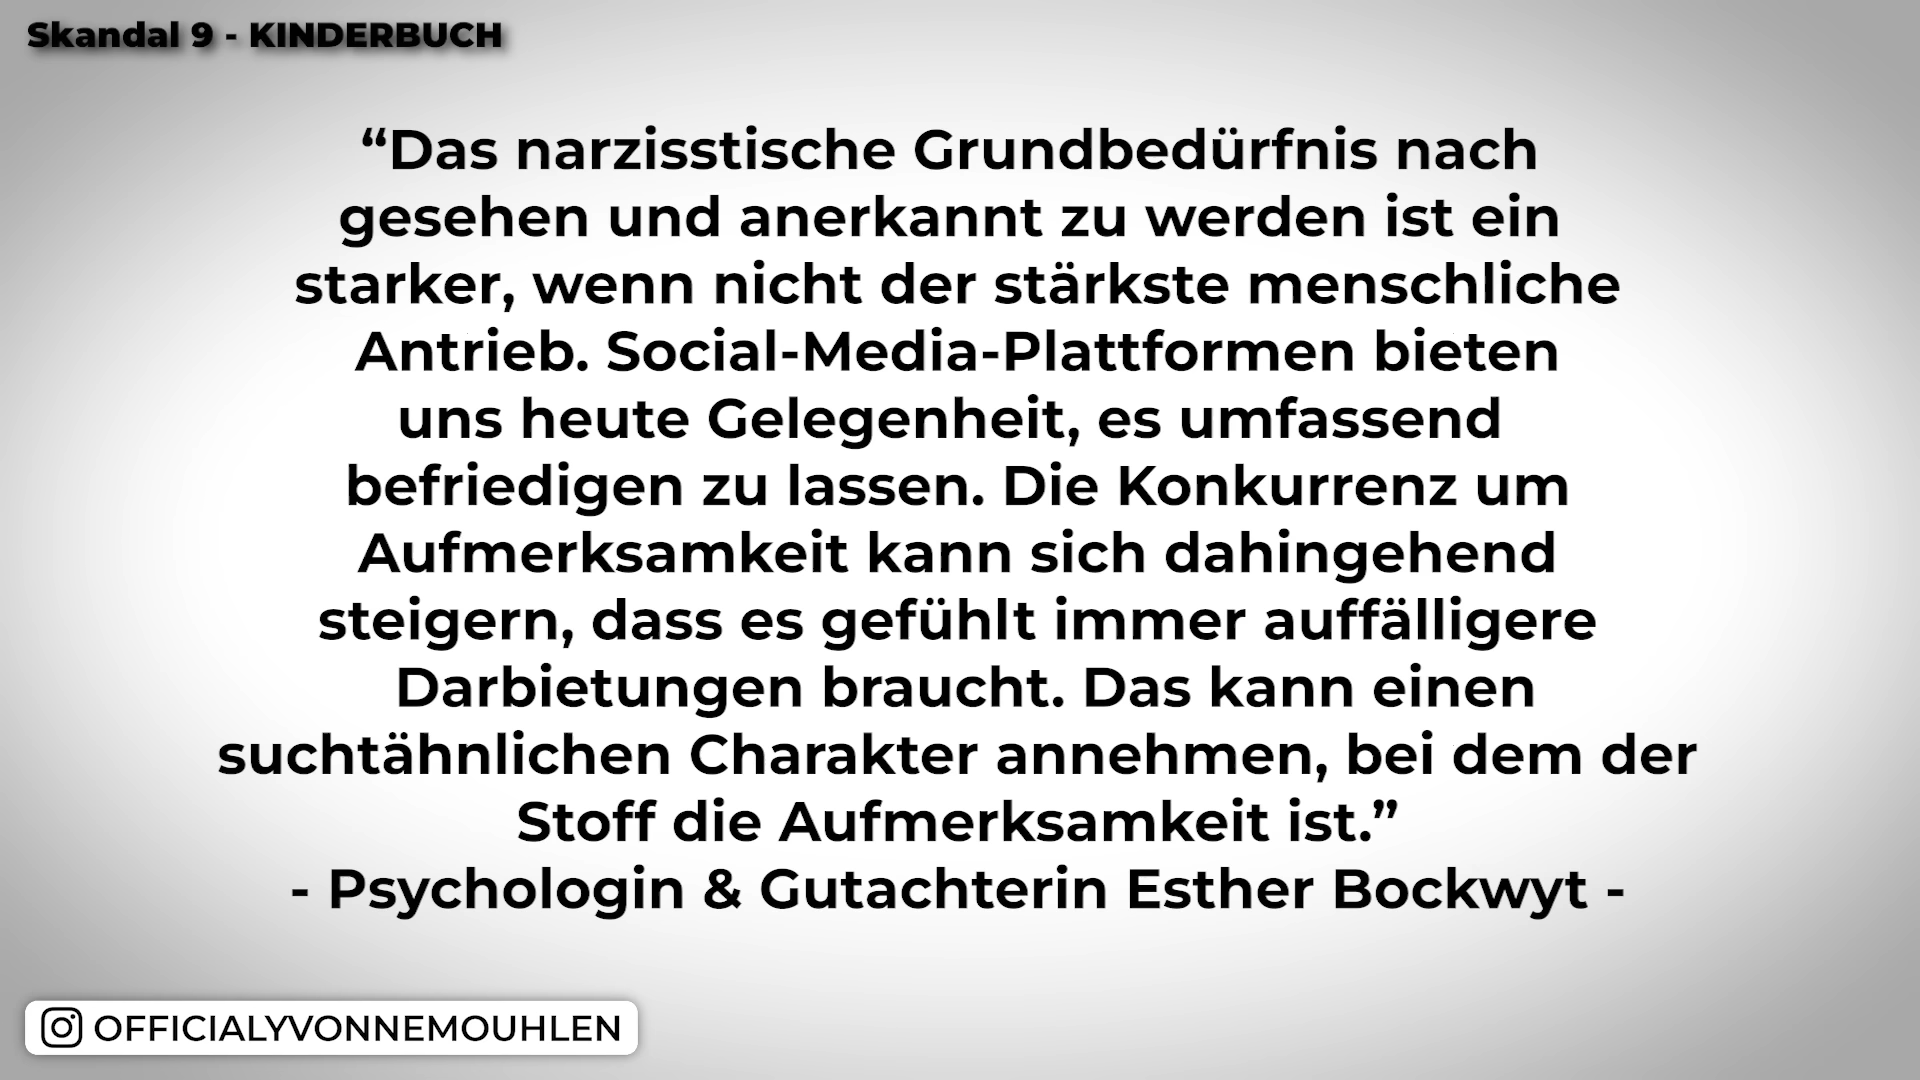 Skandal 9 - KINDERBUCH
“Das narzisstische Grundbedürfnis nach
gesehen und anerkannt zu werden ist ein
starker, wenn nicht der stärkste menschliche
Antrieb. Social-Media-Plattformen bieten
uns heute Gelegenheit, es umfassend
befriedigen zu lassen. Die Konkurrenz um
Aufmerksamkeit kann sich dahingehend
steigern, dass es gefühlt immer auffälligere
Darbietungen braucht. Das kann einen
suchtähnlichen Charakter annehmen, bei dem der
Stoff die Aufmerksamkeit ist.”
- Psychologin & Gutachterin Esther Bockwyt -
OFFICIALYVONNEMOUHLEN